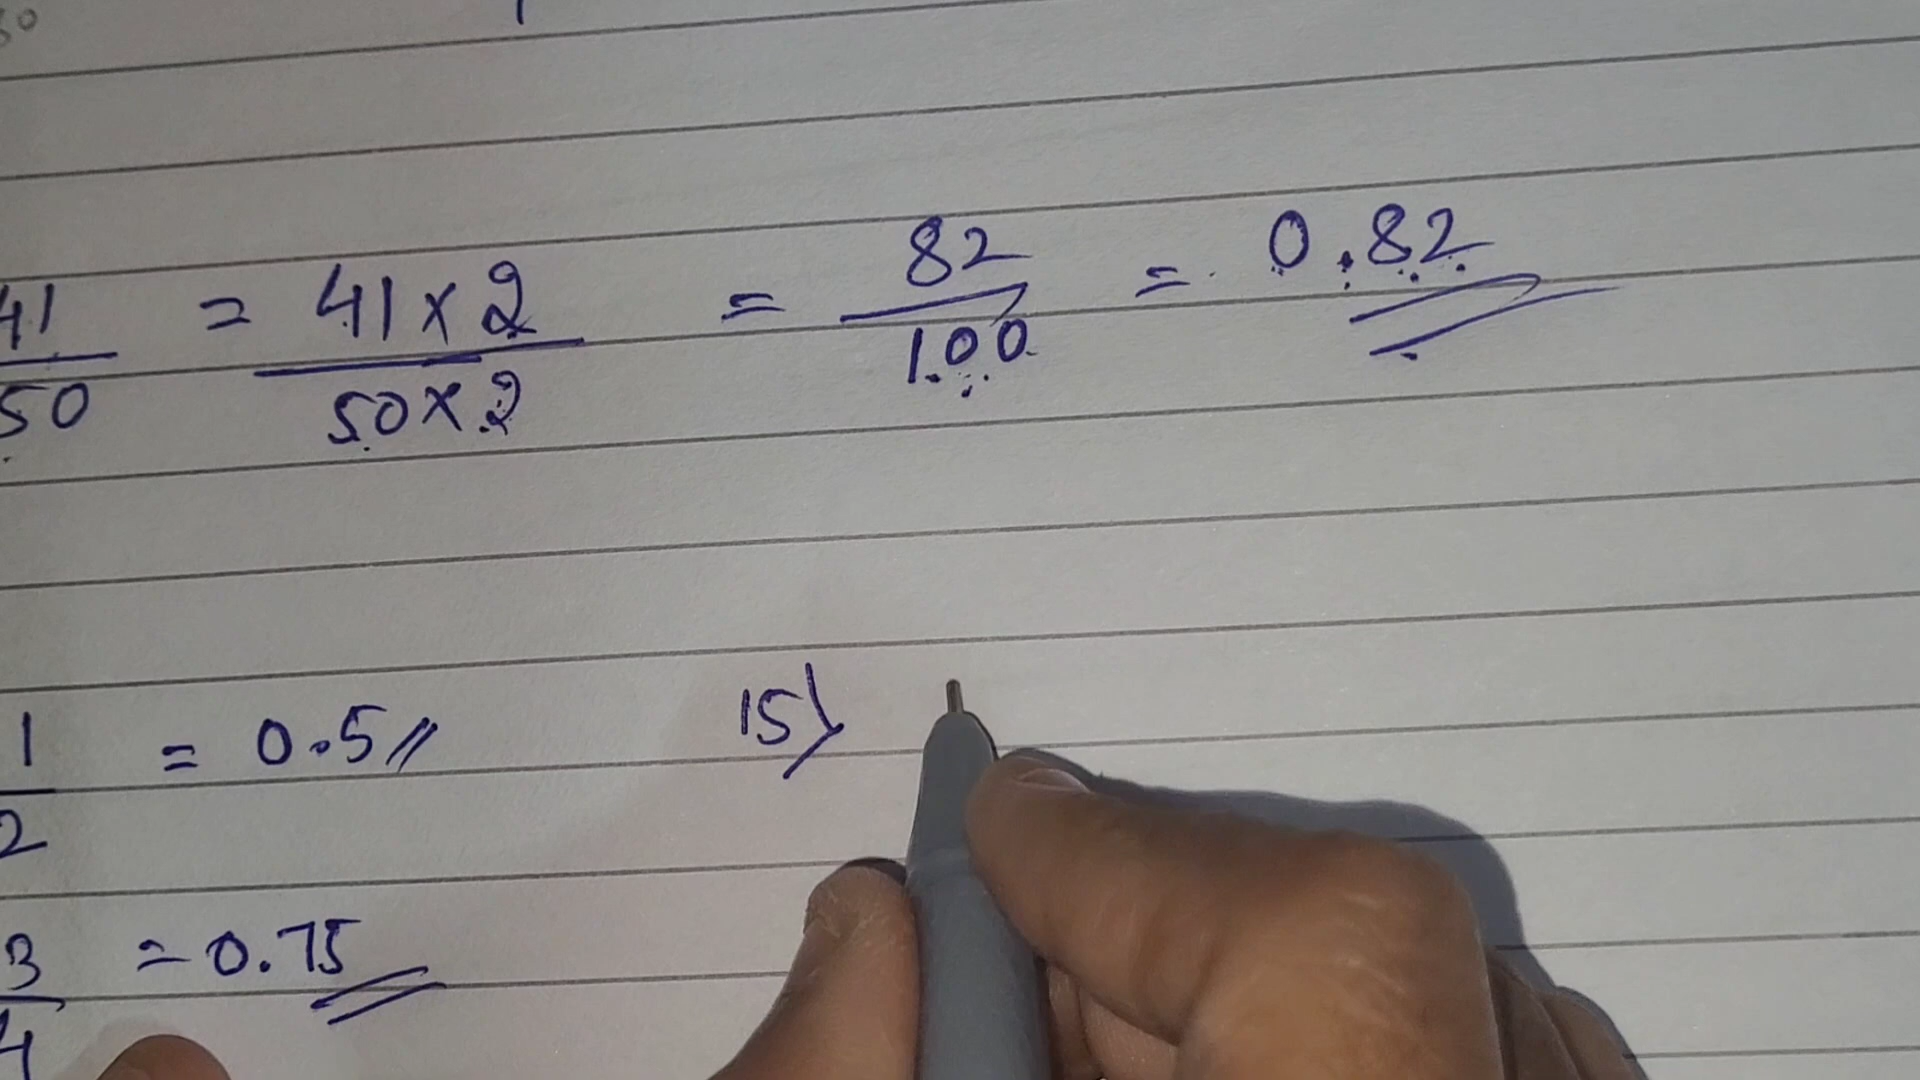 41/50 = 41 x 2/50 x 2 = 82/100 = 0.82
1/2 = 0.5 15)
3/4 = 0.75